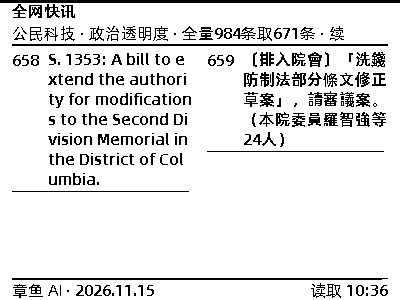 全网快讯
公民科技 · 政治透明度 · 全量984条取671条 · 续
658 S. 1353: A bill to e
xtend the authori
ty for modification
s to the Second Di
vision Memorial in
the District of Col
umbia.
659 〔排入院會〕「洗錢
防制法部分條文修正
草案」，請審議案。
（本院委員羅智強等
24人）
章鱼 AI · 2026.11.15
读取 10:36